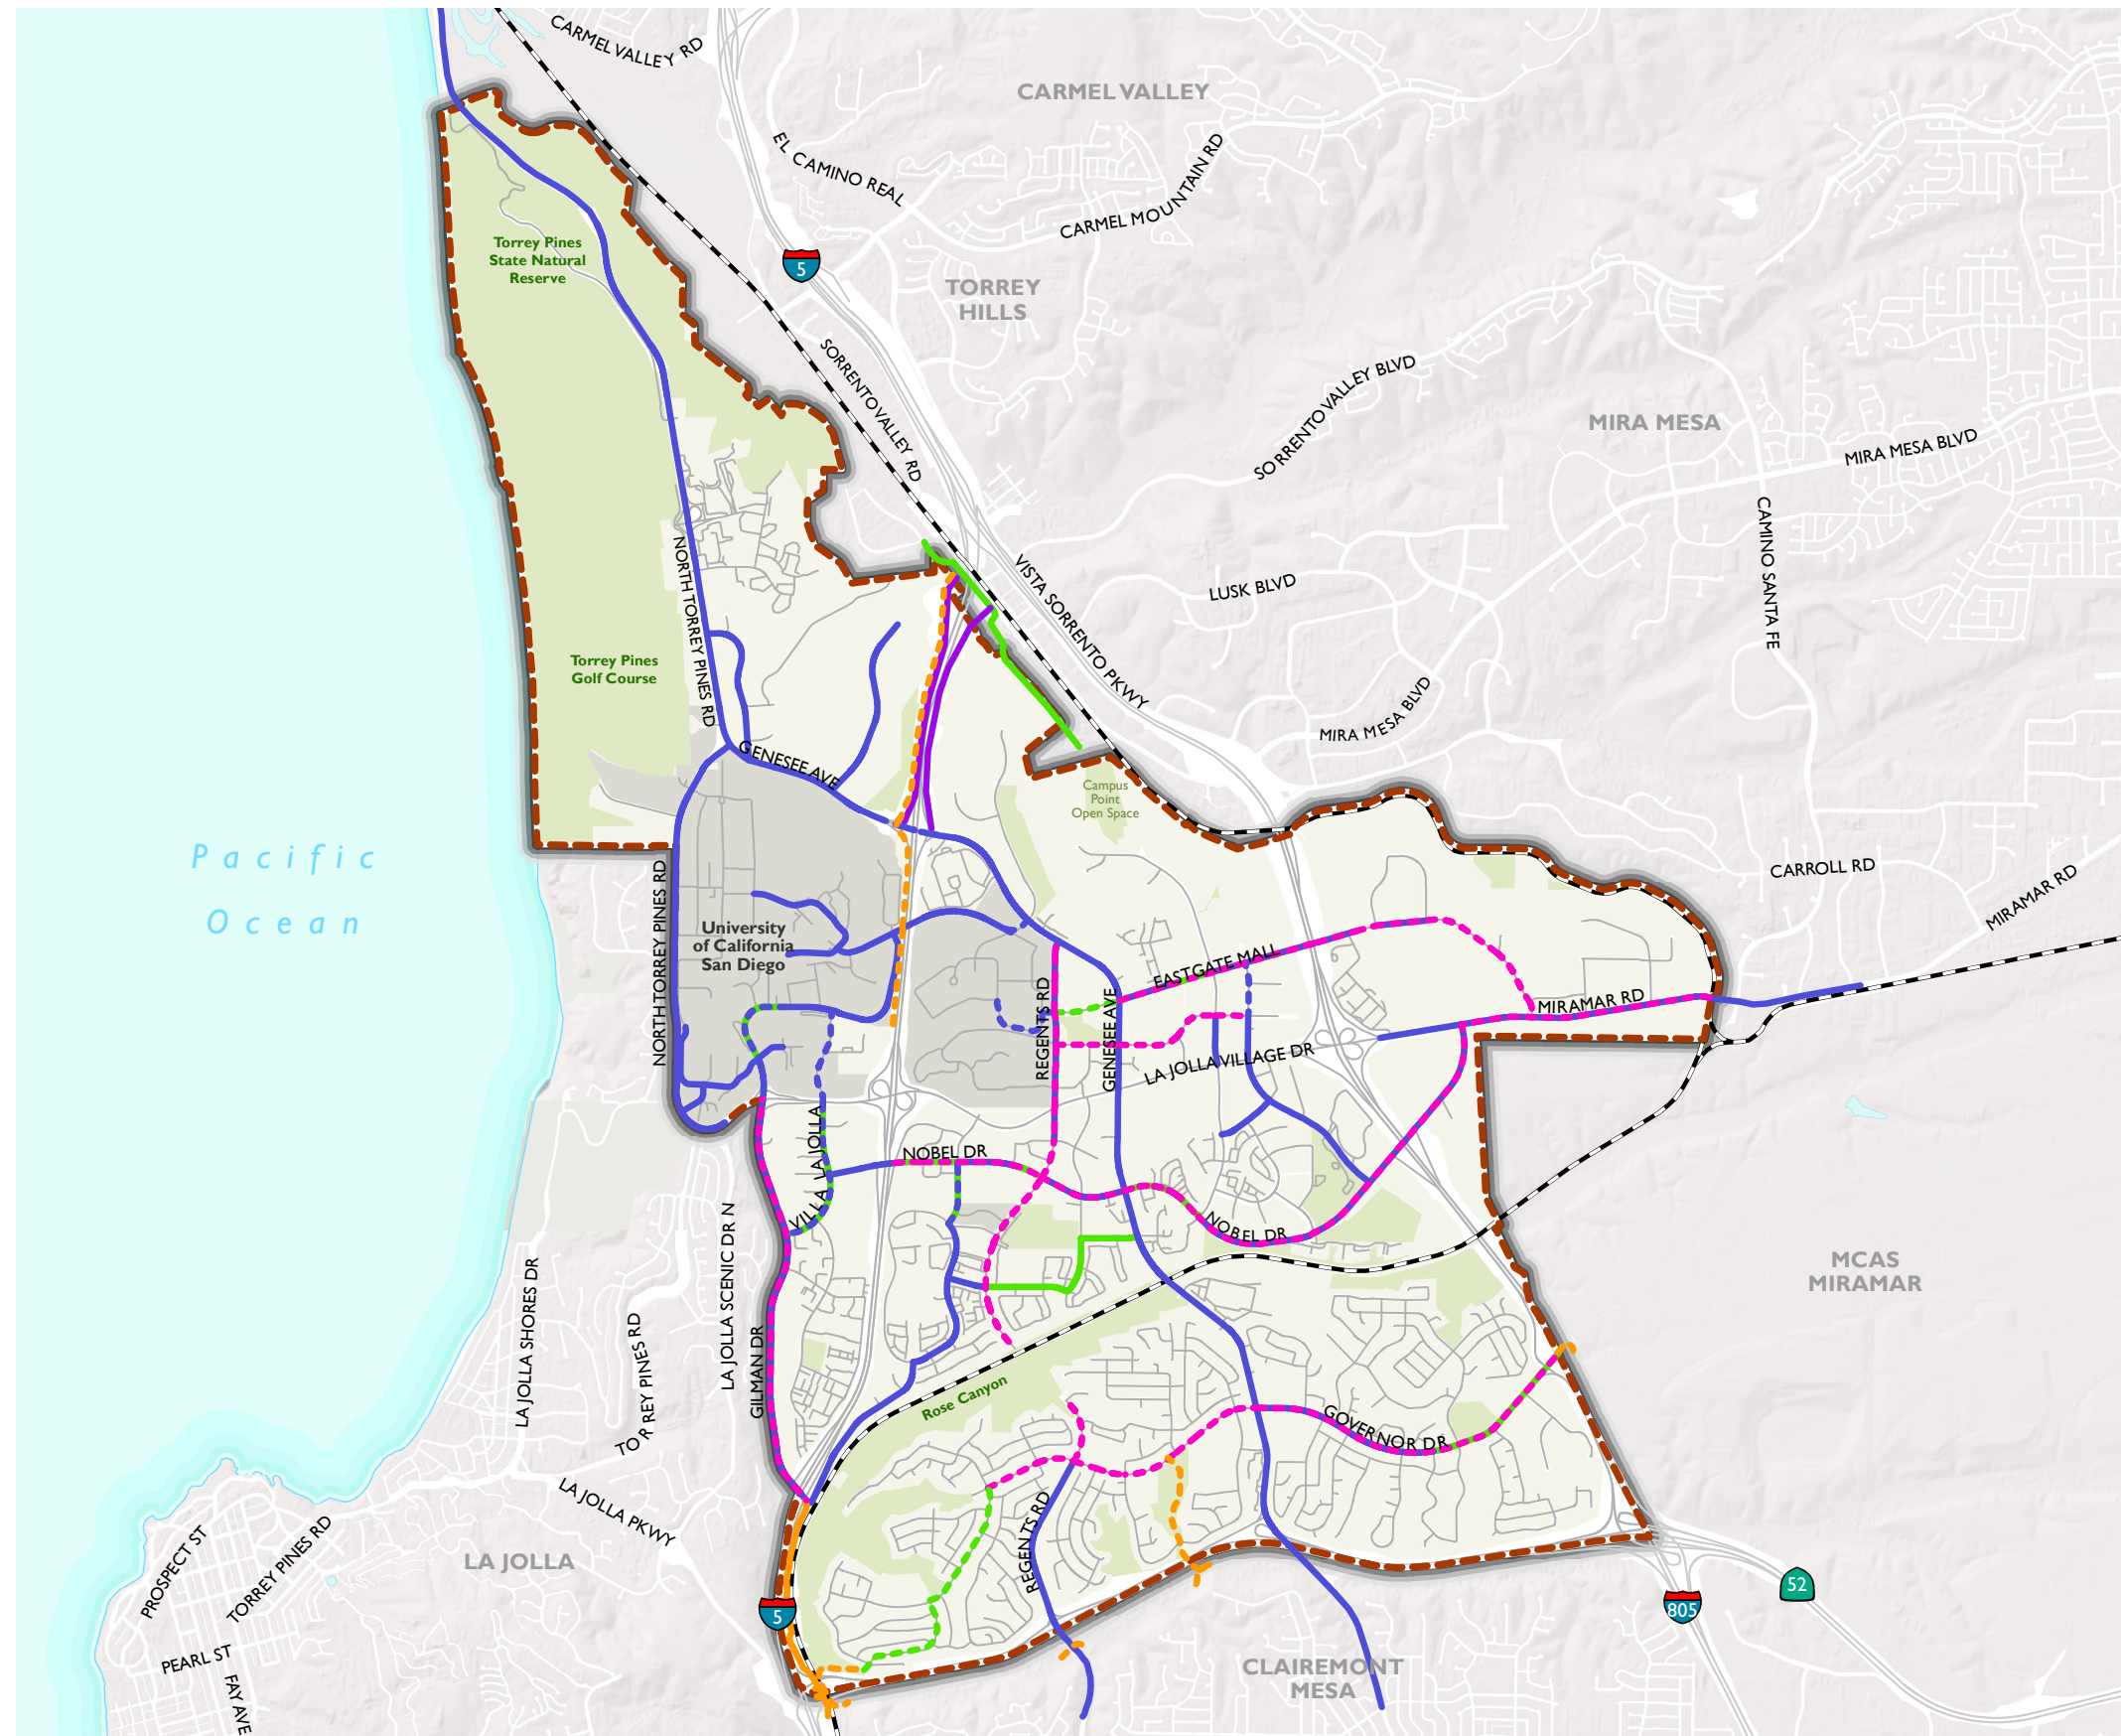 CARMEL VALLEY RD
CARMEL VALLEY
EL CAMINO REAL
CARMEL MOUNTAIN RD
Torrey Pines
State Natural
Reserve
5
TORREY
HILLS
SORRENTO VALLEY RD
SORRENTO VALLEY BLVD
MIRA MESA
MIRA MESA BLVD
CAMINO SANTA FE
NORTH TORREY PINES RD
VISTA SORRENTO PKWY
LUSK BLVD
Torrey Pines
Golf Course
MIRA MESA BLVD
GENESEE AVE
Campus
Point
Open Space
Pacific
Ocean
CARROLL RD
MIRAMAR RD
NORTH TORREY PINES RD
University
of California
San Diego
EASTGATE MALL
REGENTS RD
GENESEE AVE
MIRAMAR RD
LA JOLLA VILLAGE DR
VILLA LA JOLLA
NOBEL DR
NOBEL DR
LA JOLLA SHORES DR
TORREY PINES RD
LA JOLLA SCENIC DR N
GILMAN DR
MCAS
MIRAMAR
Rose Canyon
GOVERNOR DR
LA JOLLA PKWY
REGENTS RD
PROSPECT ST
TORREY PINES RD
LA JOLLA
5
52
805
PEARL ST
FAY AVE
CLAIREMONT
MESA